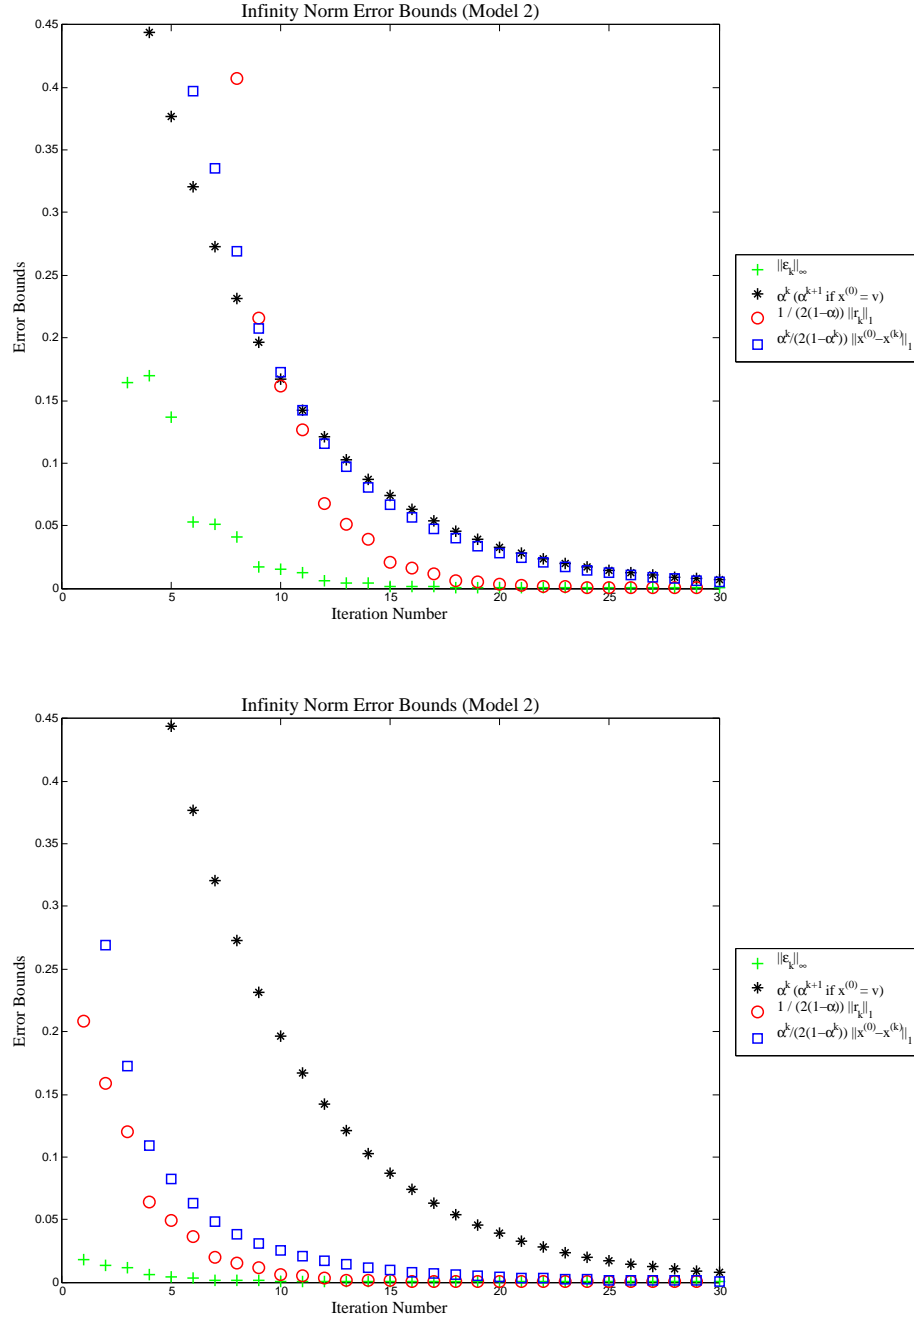 Infinity Norm Error Bounds (Model 2)
0.45
0.4
0.35
0.3
0.25
0.2
0.15
0.1
0.05
0
Error Bounds
0 5 10 15 20 25 30
Iteration Number
||ε_k||_∞
α^k (α^{k+1} if x^{(0)} = v)
1 / (2(1−α)) ||r_k||_1
α^k/(2(1−α^k)) ||x^{(0)}−x^{(k)}||_1
Infinity Norm Error Bounds (Model 2)
0.45
0.4
0.35
0.3
0.25
0.2
0.15
0.1
0.05
0
Error Bounds
0 5 10 15 20 25 30
Iteration Number
||ε_k||_∞
α^k (α^{k+1} if x^{(0)} = v)
1 / (2(1−α)) ||r_k||_1
α^k/(2(1−α^k)) ||x^{(0)}−x^{(k)}||_1